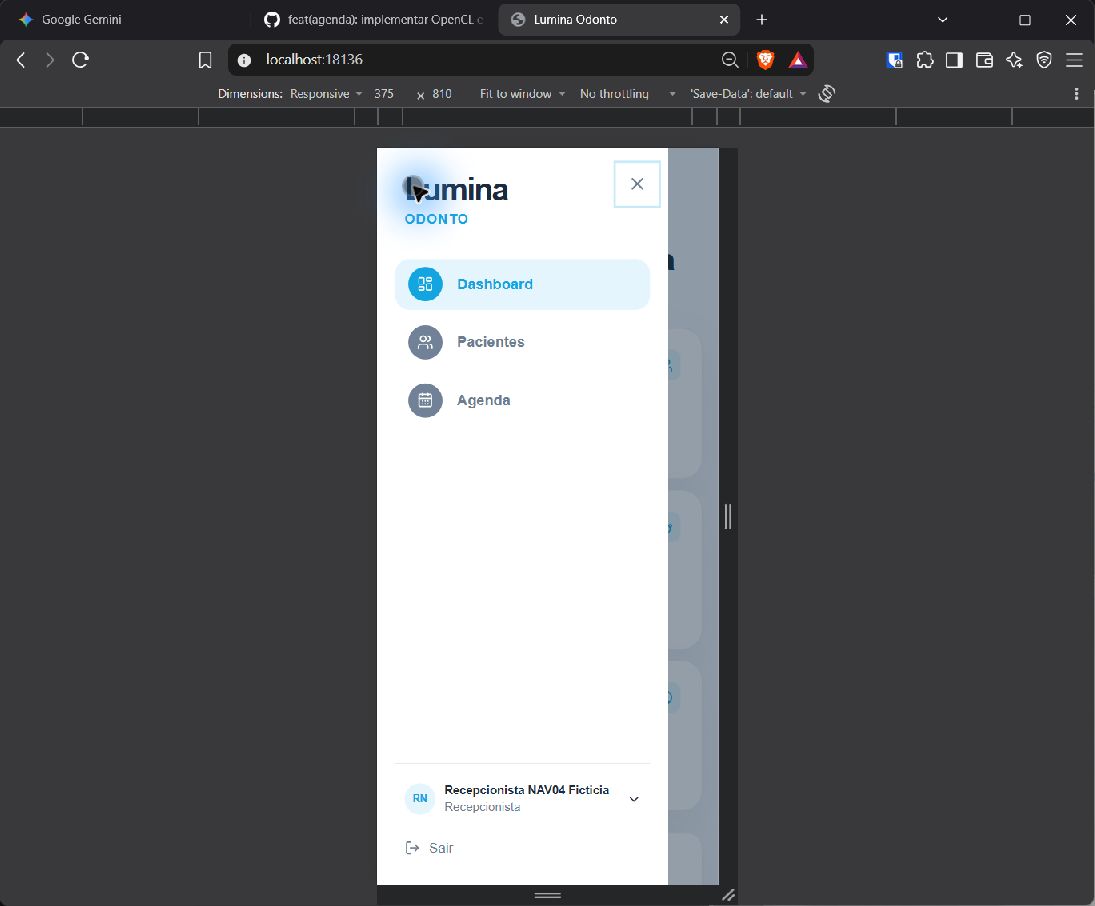 Google Gemini
feat(agenda): implementar OpenCL
Lumina Odonto
localhost:18136
Dimensions: Responsive 375 x 810 Fit to window No throttling 'Save-Data': default
Lumina
ODONTO
Dashboard
Pacientes
Agenda
RN
Recepcionista NAV04 Ficticia
Recepcionista
Sair